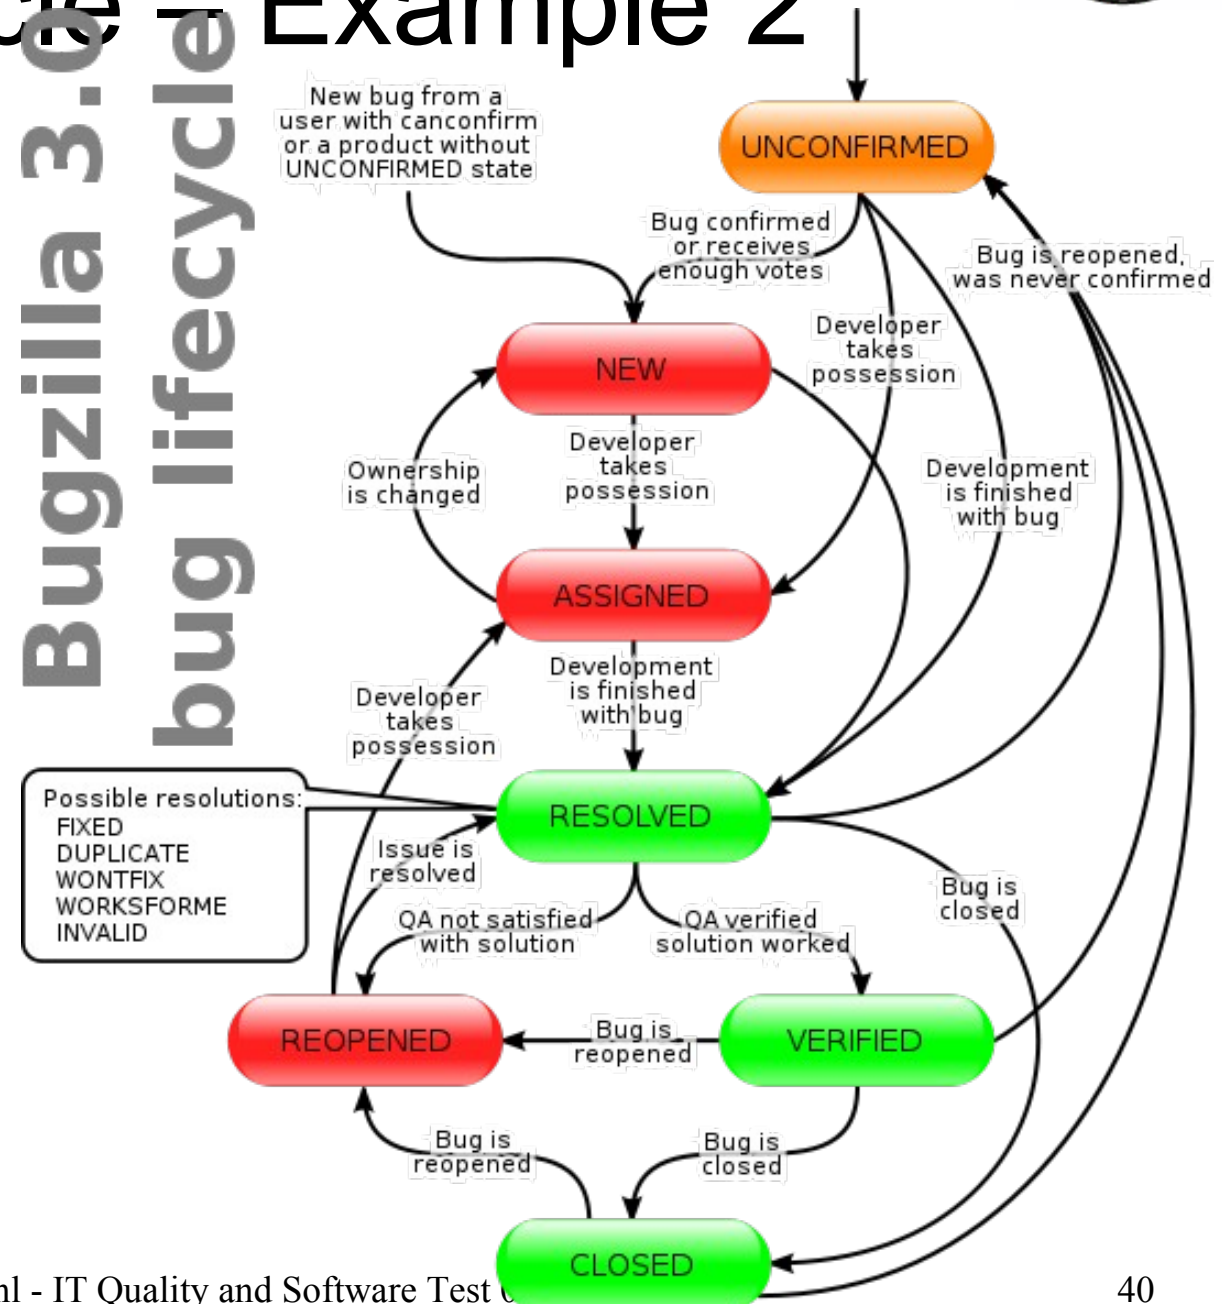 – Example 2
Bugzilla 3.0
bug lifecycle
New bug from a
user with canconfirm
or a product without
UNCONFIRMED state
UNCONFIRMED
Bug confirmed
or receives
enough votes
Bug is reopened,
was never confirmed
Developer
takes
possession
NEW
Ownership
is changed
Developer
takes
possession
Development
is finished
with bug
ASSIGNED
Development
is finished
with bug
Developer
takes
possession
Possible resolutions:
FIXED
DUPLICATE
WONTFIX
WORKSFORME
INVALID
RESOLVED
Issue is
resolved
Bug is
closed
QA not satisfied
with solution
QA verified
solution worked
REOPENED
Bug is
reopened
VERIFIED
Bug is
reopened
Bug is
closed
CLOSED
- IT Quality and Software Test
40